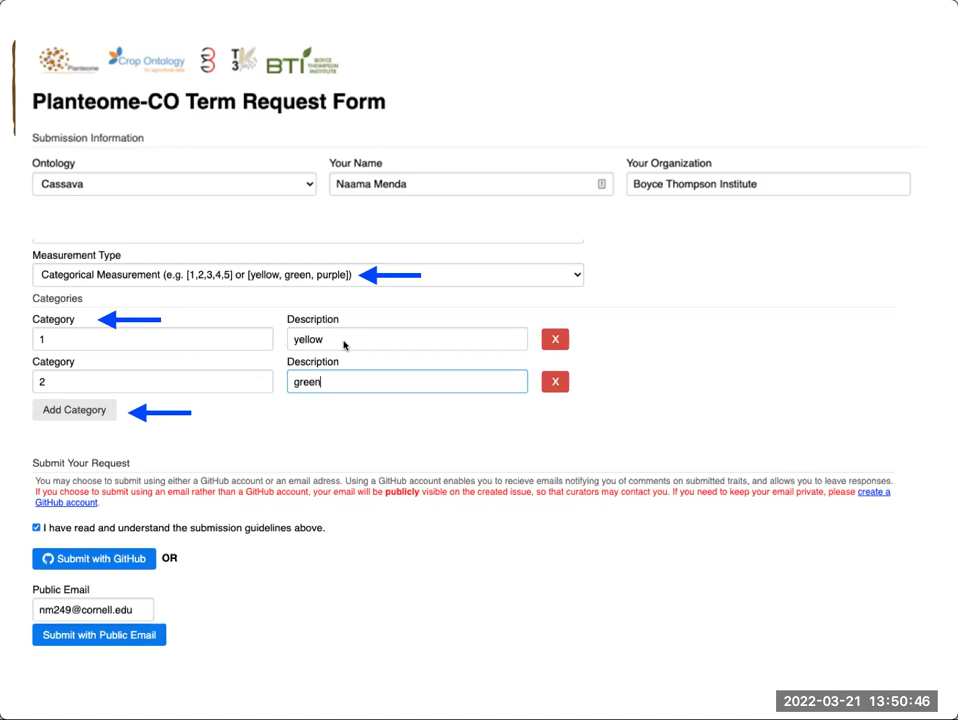 Planteome
Crop Ontology
for agricultural data
T3
BTI BOYCE THOMPSON INSTITUTE
Planteome-CO Term Request Form
Submission Information
Ontology Your Name Your Organization
Cassava Naama Menda Boyce Thompson Institute
Measurement Type
Categorical Measurement (e.g. [1,2,3,4,5] or [yellow, green, purple])
Categories
Category Description
1 yellow X
Category Description
2 green X
Add Category
Submit Your Request
You may choose to submit using either a GitHub account or an email adress. Using a GitHub account enables you to recieve emails notifying you of comments on submitted traits, and allows you to leave responses.
If you choose to submit using an email rather than a GitHub account, your email will be publicly visible on the created issue, so that curators may contact you. If you need to keep your email private, please create a
GitHub account.
I have read and understand the submission guidelines above.
Submit with GitHub OR
Public Email
nm249@cornell.edu
Submit with Public Email
2022-03-21 13:50:46